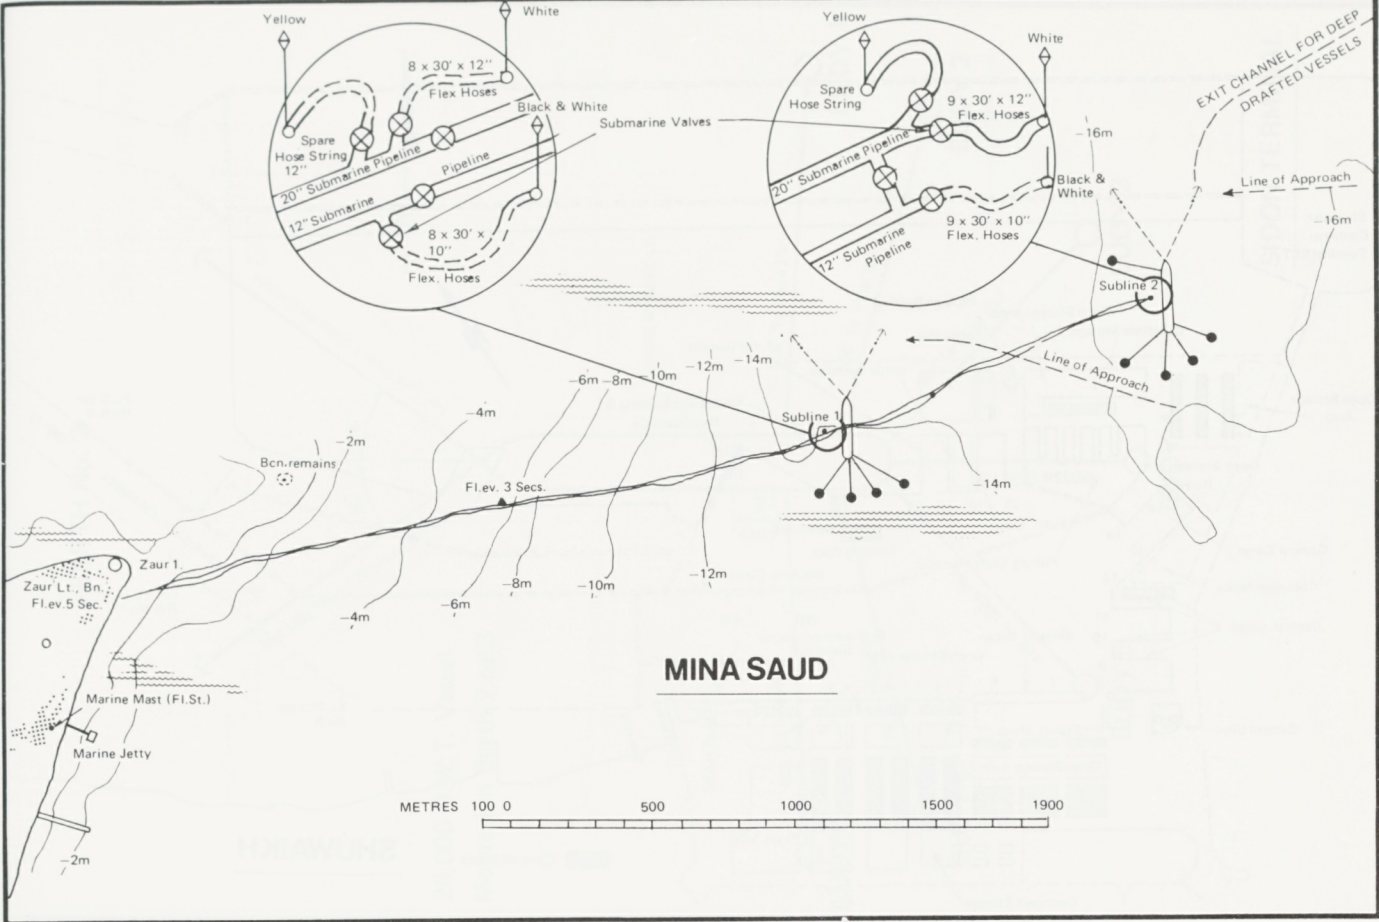 Yellow
White
8 x 30' x 12"
Flex Hoses
Black & White
Spare
Hose String
12"
20" Submarine Pipeline
Pipeline
12" Submarine
8 x 30' x
10"
Flex. Hoses
Submarine Valves
Yellow
White
Spare
Hose String
9 x 30' x 12"
Flex. Hoses
20" Submarine Pipeline
Black &
White
9 x 30' x 10"
Flex. Hoses
12" Submarine
Pipeline
EXIT CHANNEL FOR DEEP
DRAFTED VESSELS
-16m
Line of Approach
-16m
Subline 2
Line of Approach
-14m
-12m
-10m
-8m
-6m
-4m
-2m
Subline 1
Bcn.remains
Fl.ev. 3 Secs.
-14m
Zaur 1.
Zaur Lt., Bn.
Fl.ev.5 Sec.
-12m
-10m
-8m
-6m
-4m
MINA SAUD
Marine Mast (Fl.St.)
Marine Jetty
METRES 100 0 500 1000 1500 1900
-2m